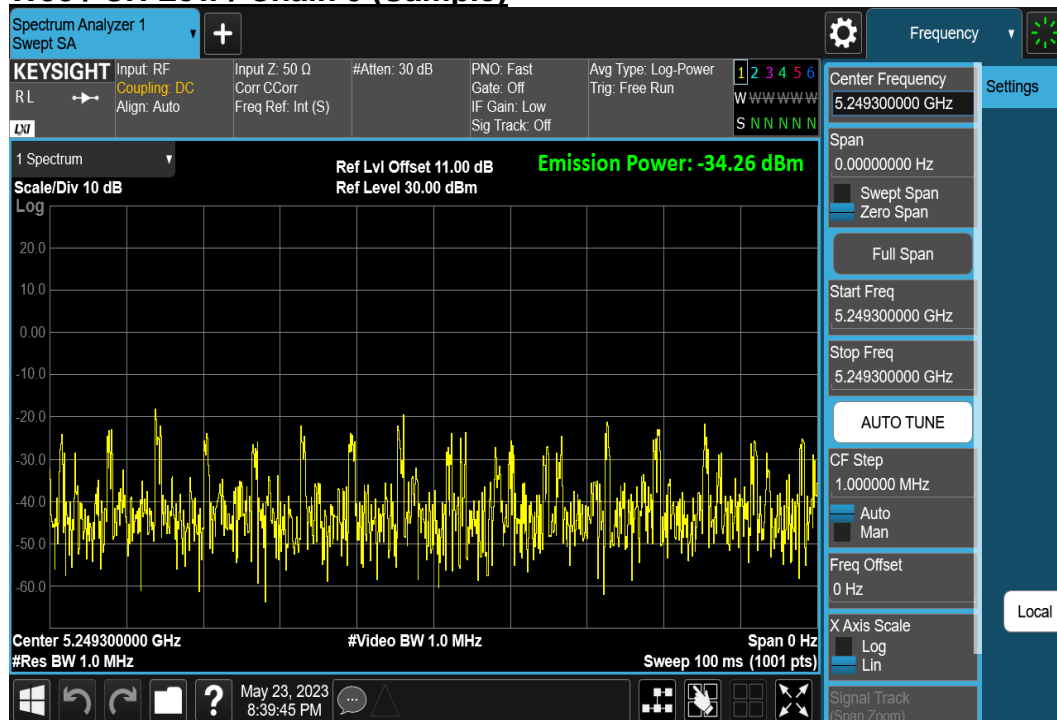 Spectrum Analyzer 1
Swept SA
Frequency
KEYSIGHT
RL
LXI
Input: RF
Coupling: DC
Align: Auto
Input Z: 50 Ω
Corr CCorr
Freq Ref: Int (S)
#Atten: 30 dB
PNO: Fast
Gate: Off
IF Gain: Low
Sig Track: Off
Avg Type: Log-Power
Trig: Free Run
1 2 3 4 5 6
W W W W W W
S N N N N N
1 Spectrum
Scale/Div 10 dB
Log
Ref Lvl Offset 11.00 dB
Ref Level 30.00 dBm
Emission Power: -34.26 dBm
20.0
10.0
0.00
-10.0
-20.0
-30.0
-40.0
-50.0
-60.0
Center 5.249300000 GHz
#Res BW 1.0 MHz
#Video BW 1.0 MHz
Span 0 Hz
Sweep 100 ms (1001 pts)
May 23, 2023
8:39:45 PM
Center Frequency
5.249300000 GHz
Span
0.00000000 Hz
Swept Span
Zero Span
Full Span
Start Freq
5.249300000 GHz
Stop Freq
5.249300000 GHz
AUTO TUNE
CF Step
1.000000 MHz
Auto
Man
Freq Offset
0 Hz
X Axis Scale
Log
Lin
Signal Track
(Span Zoom)
Settings
Local